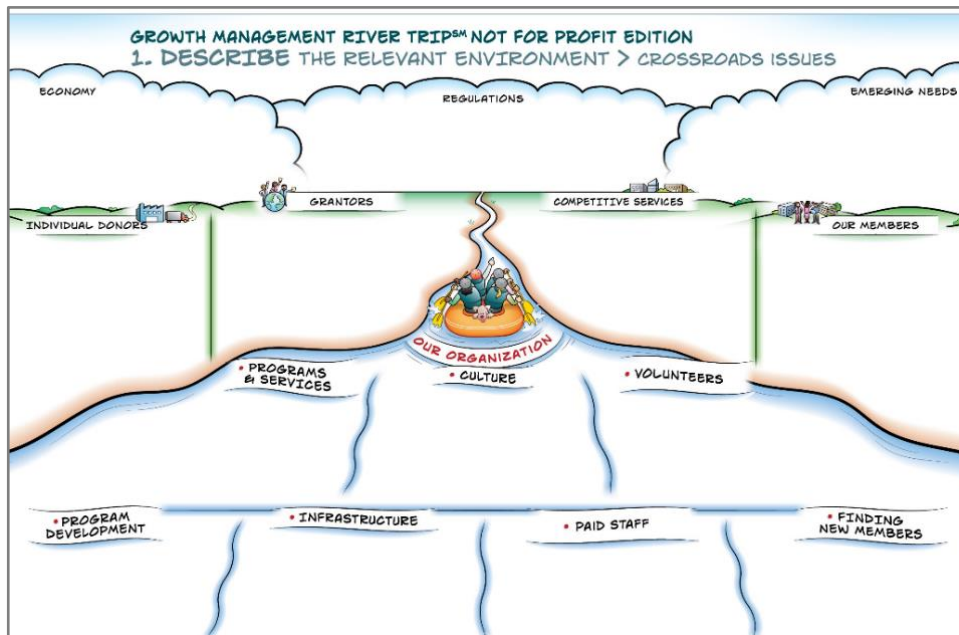 GROWTH MANAGEMENT RIVER TRIP℠ NOT FOR PROFIT EDITION
1. DESCRIBE THE RELEVANT ENVIRONMENT > CROSSROADS ISSUES
ECONOMY
REGULATIONS
EMERGING NEEDS
GRANTORS
COMPETITIVE SERVICES
INDIVIDUAL DONORS
OUR MEMBERS
OUR ORGANIZATION
• PROGRAMS
& SERVICES
• CULTURE
• VOLUNTEERS
• PROGRAM
DEVELOPMENT
• INFRASTRUCTURE
• PAID STAFF
• FINDING
NEW MEMBERS